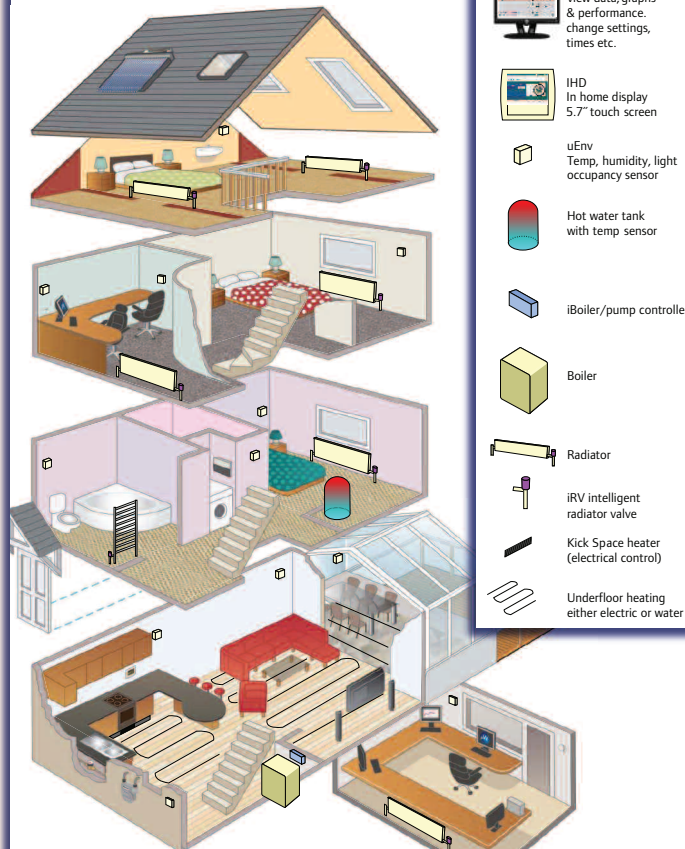 view data, graphs
& performance.
change settings,
times etc.
IHD
In home display
5.7″ touch screen
uEnv
Temp, humidity, light
occupancy sensor
Hot water tank
with temp sensor
iBoiler/pump controlle
Boiler
Radiator
iRV intelligent
radiator valve
Kick Space heater
(electrical control)
Underfloor heating
either electric or water